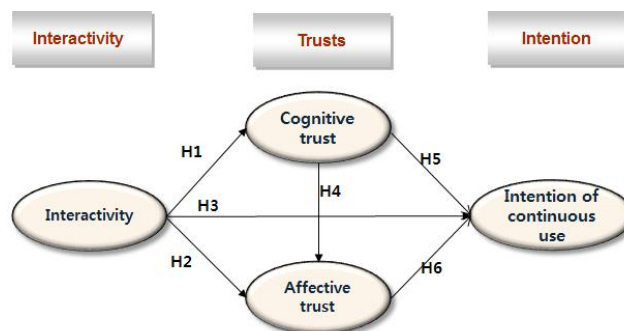 Interactivity
Trusts
Intention
Cognitive
trust
H1
H5
H4
Interactivity
H3
Intention of
continuous
use
H2
H6
Affective
trust